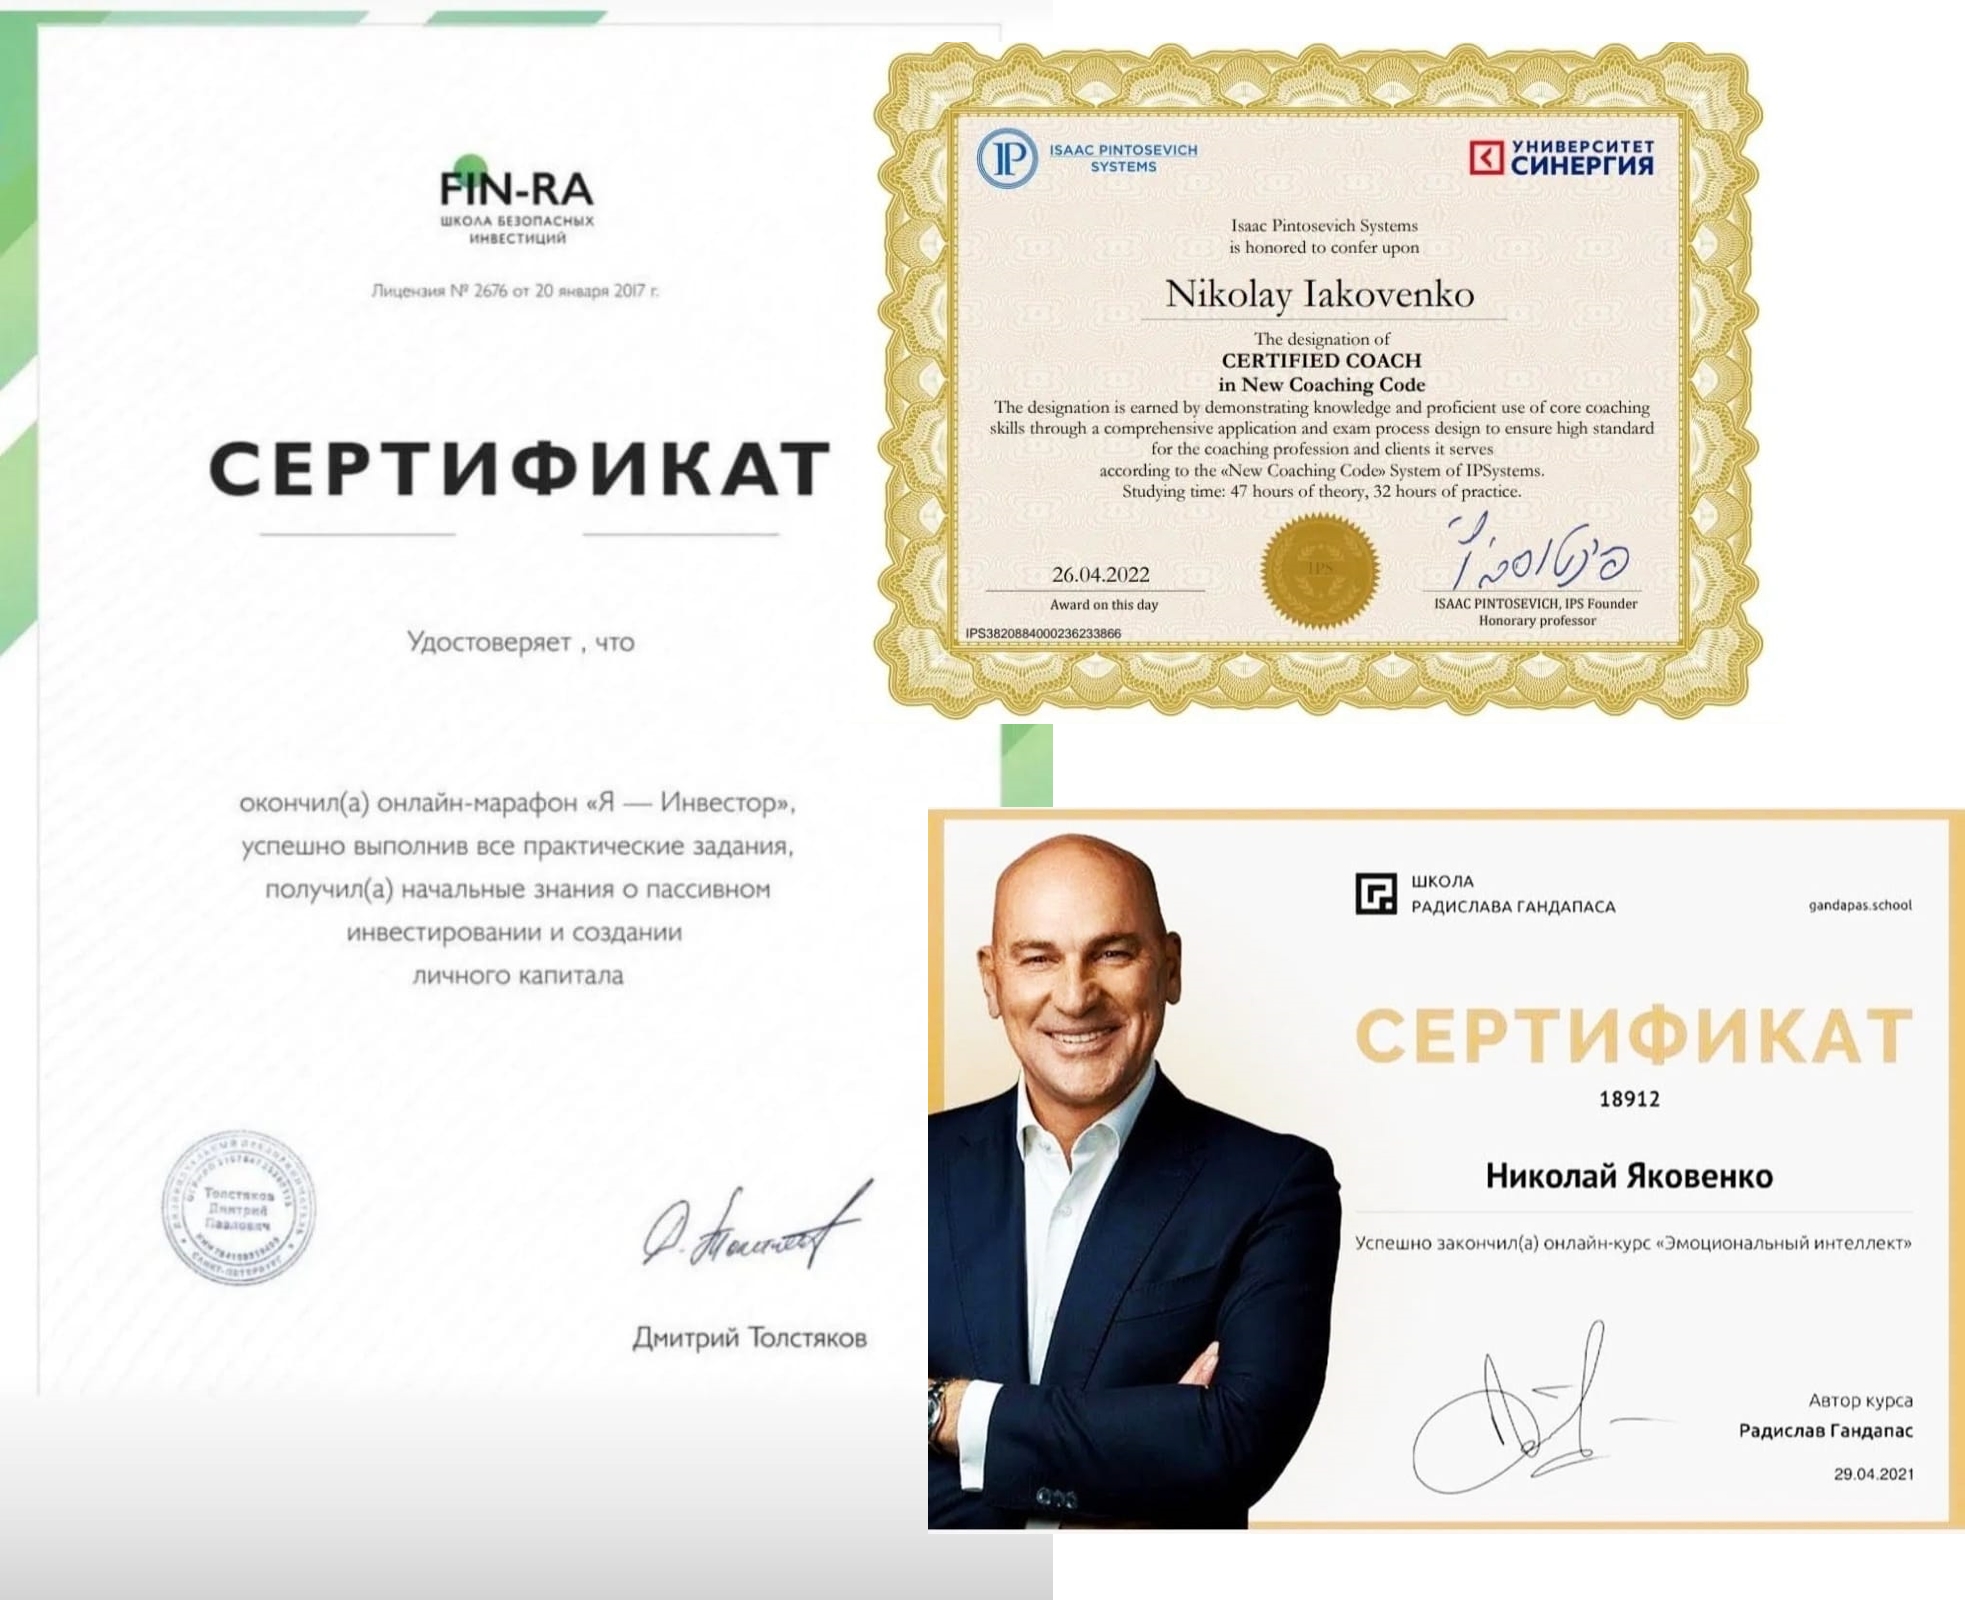 FIN-RA
ШКОЛА БЕЗОПАСНЫХ
ИНВЕСТИЦИЙ
Лицензия № 2676 от 20 января 2017 г.
СЕРТИФИКАТ
Удостоверяет , что
окончил(а) онлайн-марафон «Я — Инвестор»,
успешно выполнив все практические задания,
получил(а) начальные знания о пассивном
инвестировании и создании
личного капитала
Толстяков
Дмитрий
Павлович
САНКТ-ПЕТЕРБУРГ
Дмитрий Толстяков
IP
ISAAC PINTOSEVICH
SYSTEMS
УНИВЕРСИТЕТ
СИНЕРГИЯ
Isaac Pintosevich Systems
is honored to confer upon
Nikolay Iakovenko
The designation of
CERTIFIED COACH
in New Coaching Code
The designation is earned by demonstrating knowledge and proficient use of core coaching
skills through a comprehensive application and exam process design to ensure high standard
for the coaching profession and clients it serves
according to the «New Coaching Code» System of IPSystems.
Studying time: 47 hours of theory, 32 hours of practice.
26.04.2022
Award on this day
IPS
ISAAC PINTOSEVICH, IPS Founder
Honorary professor
IPS3820884000236233866
ШКОЛА
РАДИСЛАВА ГАНДАПАСА
gandapas.school
СЕРТИФИКАТ
18912
Николай Яковенко
Успешно закончил(а) онлайн-курс «Эмоциональный интеллект»
Автор курса
Радислав Гандапас
29.04.2021